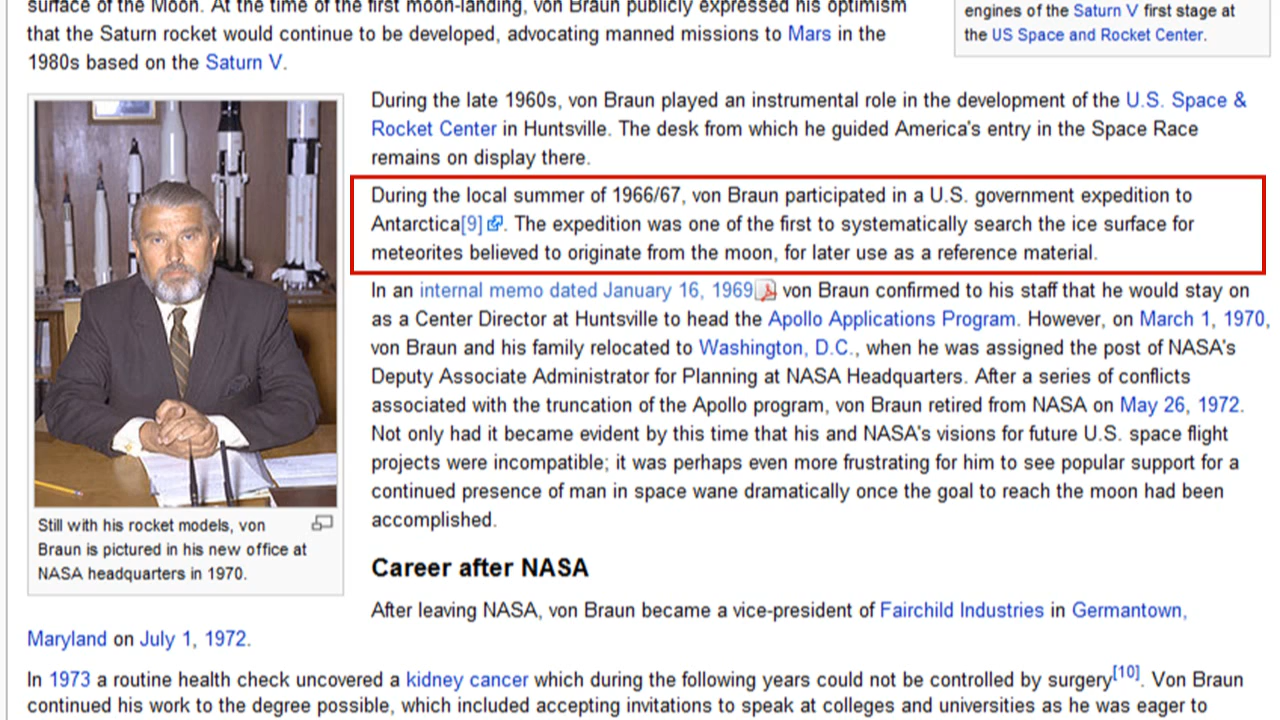 surface of the Moon. At the time of the first moon-landing, von Braun publicly expressed his optimism
that the Saturn rocket would continue to be developed, advocating manned missions to Mars in the
1980s based on the Saturn V.
engines of the Saturn V first stage at
the US Space and Rocket Center.
During the late 1960s, von Braun played an instrumental role in the development of the U.S. Space &
Rocket Center in Huntsville. The desk from which he guided America's entry in the Space Race
remains on display there.
During the local summer of 1966/67, von Braun participated in a U.S. government expedition to
Antarctica[9]. The expedition was one of the first to systematically search the ice surface for
meteorites believed to originate from the moon, for later use as a reference material.
In an internal memo dated January 16, 1969 von Braun confirmed to his staff that he would stay on
as a Center Director at Huntsville to head the Apollo Applications Program. However, on March 1, 1970,
von Braun and his family relocated to Washington, D.C., when he was assigned the post of NASA's
Deputy Associate Administrator for Planning at NASA Headquarters. After a series of conflicts
associated with the truncation of the Apollo program, von Braun retired from NASA on May 26, 1972.
Not only had it became evident by this time that his and NASA's visions for future U.S. space flight
projects were incompatible; it was perhaps even more frustrating for him to see popular support for a
continued presence of man in space wane dramatically once the goal to reach the moon had been
accomplished.
Still with his rocket models, von
Braun is pictured in his new office at
NASA headquarters in 1970.
Career after NASA
After leaving NASA, von Braun became a vice-president of Fairchild Industries in Germantown,
Maryland on July 1, 1972.
In 1973 a routine health check uncovered a kidney cancer which during the following years could not be controlled by surgery[10]. Von Braun
continued his work to the degree possible, which included accepting invitations to speak at colleges and universities as he was eager to